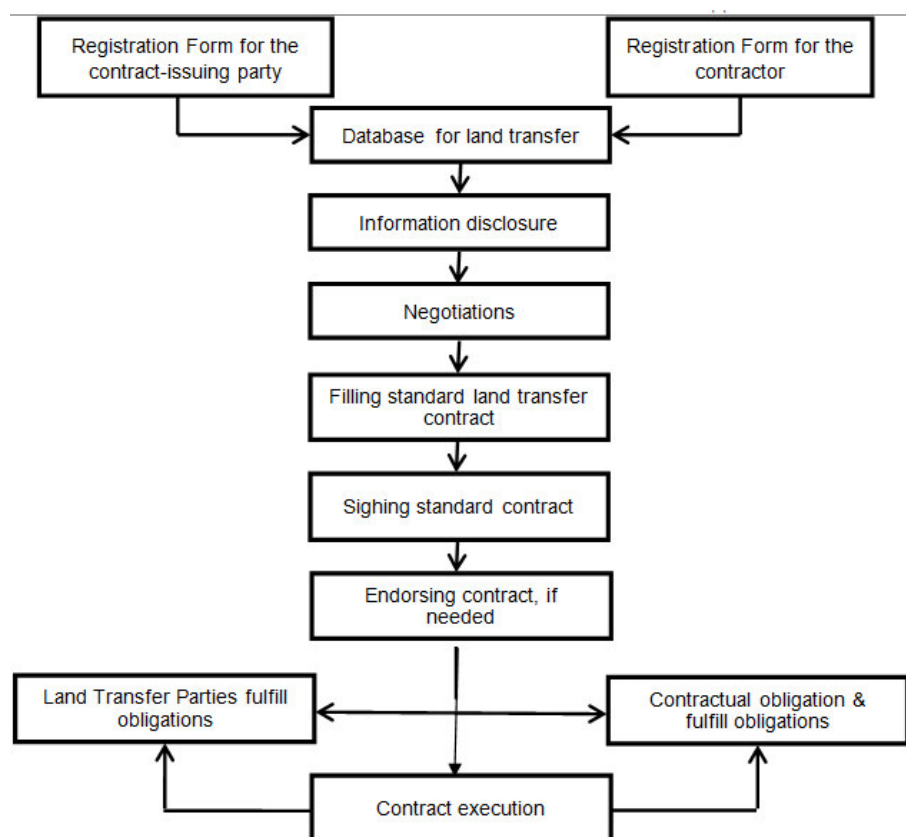 Registration Form for the
contract-issuing party
Registration Form for the
contractor
Database for land transfer
Information disclosure
Negotiations
Filling standard land transfer
contract
Sighing standard contract
Endorsing contract, if
needed
Land Transfer Parties fulfill
obligations
Contractual obligation &
fulfill obligations
Contract execution